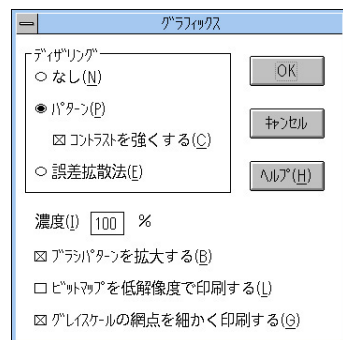 グラフィックス
ディザリング
なし(N)
OK
パターン(P)
キャンセル
コントラストを強くする(C)
誤差拡散法(E)
ヘルプ(H)
濃度(I) 100 %
ブラシパターンを拡大する(B)
ビットマップを低解像度で印刷する(L)
グレイスケールの網点を細かく印刷する(G)